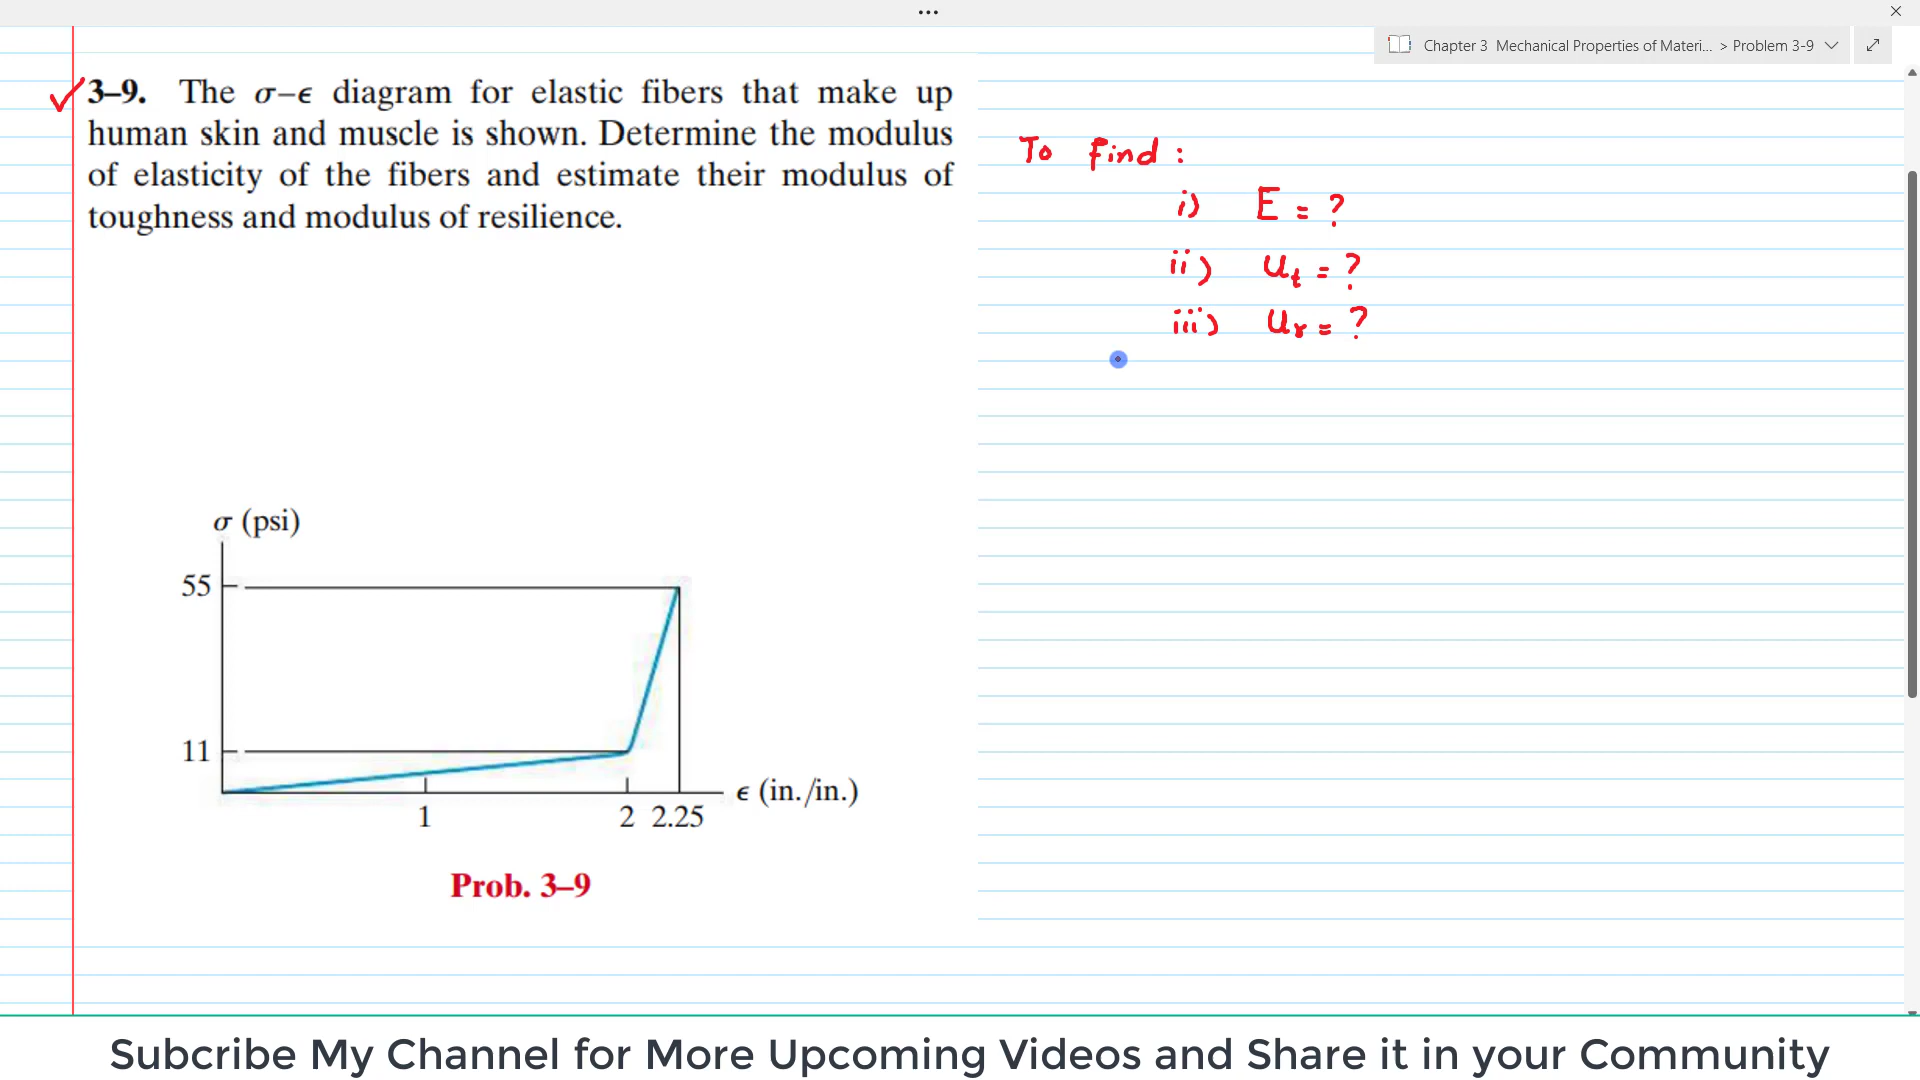 Chapter 3 Mechanical Properties of Materi... > Problem 3-9
3–9. The σ–ϵ diagram for elastic fibers that make up
human skin and muscle is shown. Determine the modulus
of elasticity of the fibers and estimate their modulus of
toughness and modulus of resilience.
To find :
i) E = ?
ii) ut = ?
iii) ur = ?
σ (psi)
55
11
ϵ (in./in.)
1
2 2.25
Prob. 3–9
Subcribe My Channel for More Upcoming Videos and Share it in your Community